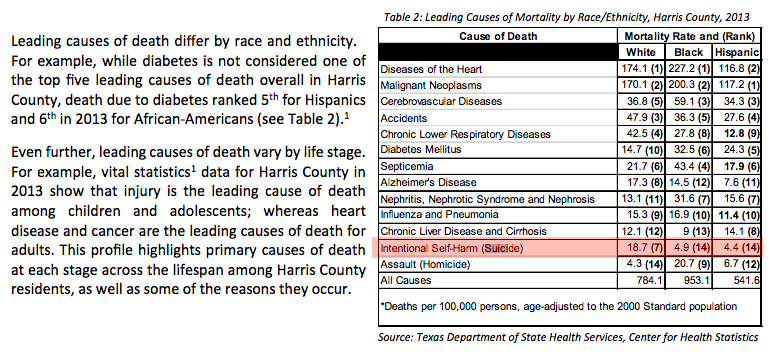 Leading causes of death differ by race and ethnicity.
For example, while diabetes is not considered one of
the top five leading causes of death overall in Harris
County, death due to diabetes ranked 5th for Hispanics
and 6th in 2013 for African-Americans (see Table 2).1
Even further, leading causes of death vary by life stage.
For example, vital statistics1 data for Harris County in
2013 show that injury is the leading cause of death
among children and adolescents; whereas heart
disease and cancer are the leading causes of death for
adults. This profile highlights primary causes of death
at each stage across the lifespan among Harris County
residents, as well as some of the reasons they occur.
Table 2: Leading Causes of Mortality by Race/Ethnicity, Harris County, 2013
Cause of Death Mortality Rate and (Rank)
White Black Hispanic
Diseases of the Heart 174.1 (1) 227.2 (1) 116.8 (2)
Malignant Neoplasms 170.1 (2) 200.3 (2) 117.2 (1)
Cerebrovascular Diseases 36.8 (5) 59.1 (3) 34.3 (3)
Accidents 47.9 (3) 36.3 (5) 27.6 (4)
Chronic Lower Respiratory Diseases 42.5 (4) 27.8 (8) 12.8 (9)
Diabetes Mellitus 14.7 (10) 32.5 (6) 24.3 (5)
Septicemia 21.7 (6) 43.4 (4) 17.9 (6)
Alzheimer's Disease 17.3 (8) 14.5 (12) 7.6 (11)
Nephritis, Nephrotic Syndrome and Nephrosis 13.1 (11) 31.6 (7) 15.6 (7)
Influenza and Pneumonia 15.3 (9) 16.9 (10) 11.4 (10)
Chronic Liver Disease and Cirrhosis 12.1 (12) 9 (13) 14.1 (8)
Intentional Self-Harm (Suicide) 18.7 (7) 4.9 (14) 4.4 (14)
Assault (Homicide) 4.3 (14) 20.7 (9) 6.7 (12)
All Causes 784.1 953.1 541.6
*Deaths per 100,000 persons, age-adjusted to the 2000 Standard population
Source: Texas Department of State Health Services, Center for Health Statistics